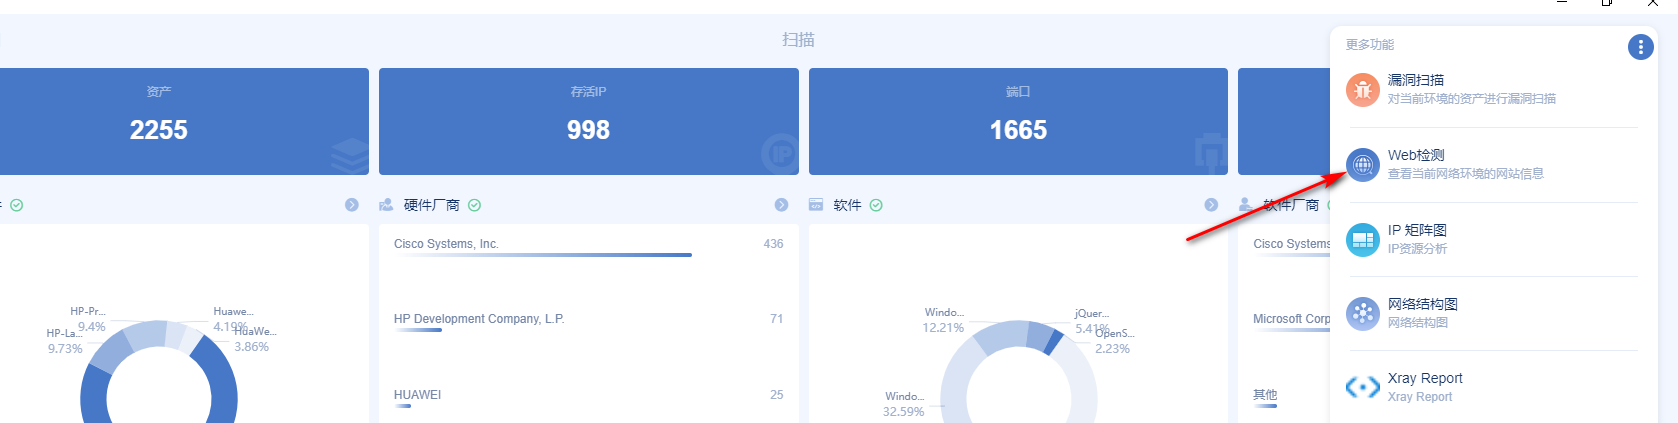 扫描
更多功能
资产
2255
存活IP
998
端口
1665
漏洞扫描
对当前环境的资产进行漏洞扫描
Web检测
查看当前网络环境的网站信息
IP 矩阵图
IP资源分析
网络结构图
网络结构图
Xray Report
Xray Report
硬件厂商
软件
软件厂商
HP-Pr...
9.4%
HP-La...
9.73%
Huawe...
4.19%
HuaWe...
3.86%
Cisco Systems, Inc.
436
HP Development Company, L.P.
71
HUAWEI
25
Windo...
12.21%
jQuer...
5.41%
OpenS...
2.23%
Windo...
32.59%
Cisco Systems
Microsoft Corp
其他